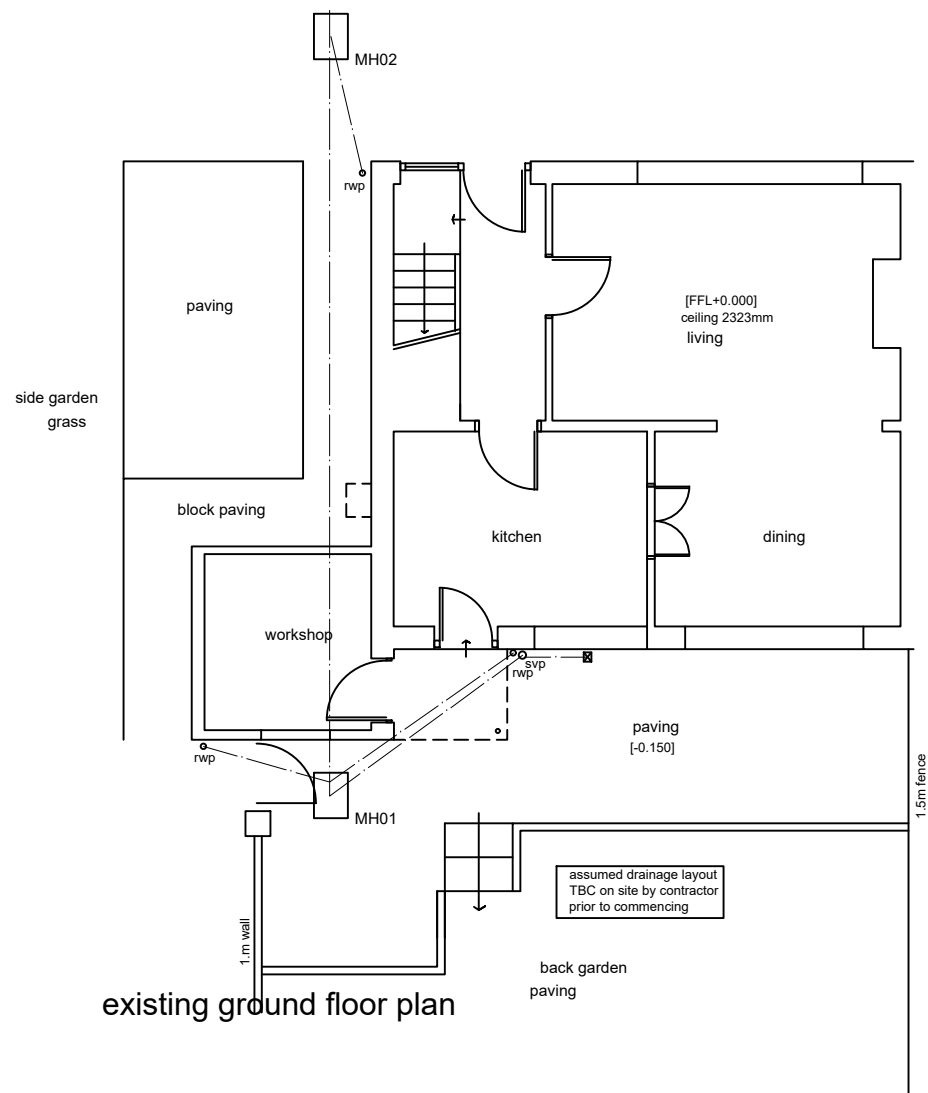 MH02
rwp
paving
[FFL+0.000]
ceiling 2323mm
living
side garden
grass
block paving
kitchen
dining
workshop
svp
rwp
paving
[-0.150]
rwp
1.5m fence
MH01
assumed drainage layout
TBC on site by contractor
prior to commencing
1.m wall
back garden
paving
existing ground floor plan